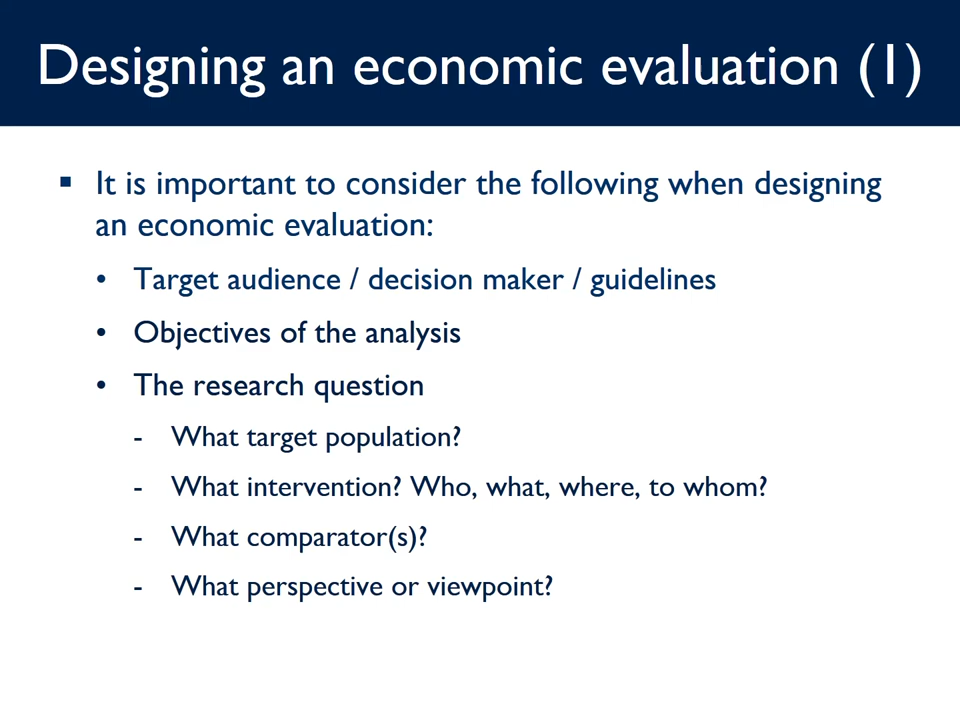 Designing an economic evaluation (1)
▪ It is important to consider the following when designing
an economic evaluation:
• Target audience / decision maker / guidelines
• Objectives of the analysis
• The research question
- What target population?
- What intervention? Who, what, where, to whom?
- What comparator(s)?
- What perspective or viewpoint?